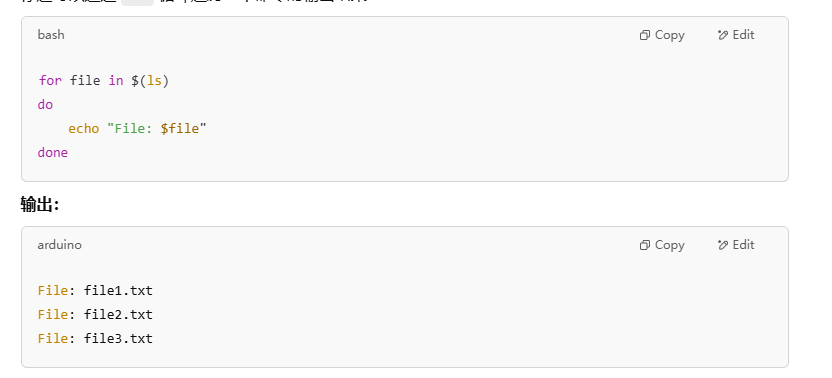 bash
Copy
Edit
for file in $(ls)
do
    echo "File: $file"
done
输出：
arduino
Copy
Edit
File: file1.txt
File: file2.txt
File: file3.txt